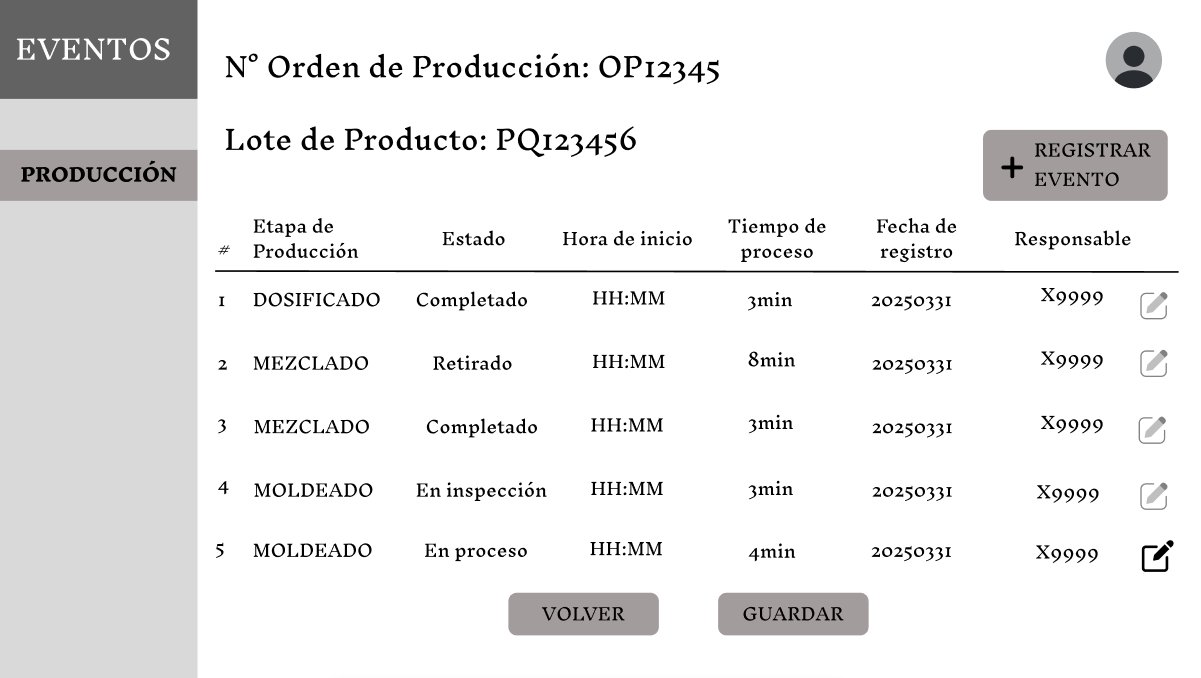 EVENTOS
N° Orden de Producción: OP12345
Lote de Producto: PQ123456
PRODUCCIÓN
REGISTRAR
EVENTO
# Etapa de Producción Estado Hora de inicio Tiempo de proceso Fecha de registro Responsable
1 DOSIFICADO Completado HH:MM 3min 20250331 X9999
2 MEZCLADO Retirado HH:MM 8min 20250331 X9999
3 MEZCLADO Completado HH:MM 3min 20250331 X9999
4 MOLDEADO En inspección HH:MM 3min 20250331 X9999
5 MOLDEADO En proceso HH:MM 4min 20250331 X9999
VOLVER GUARDAR